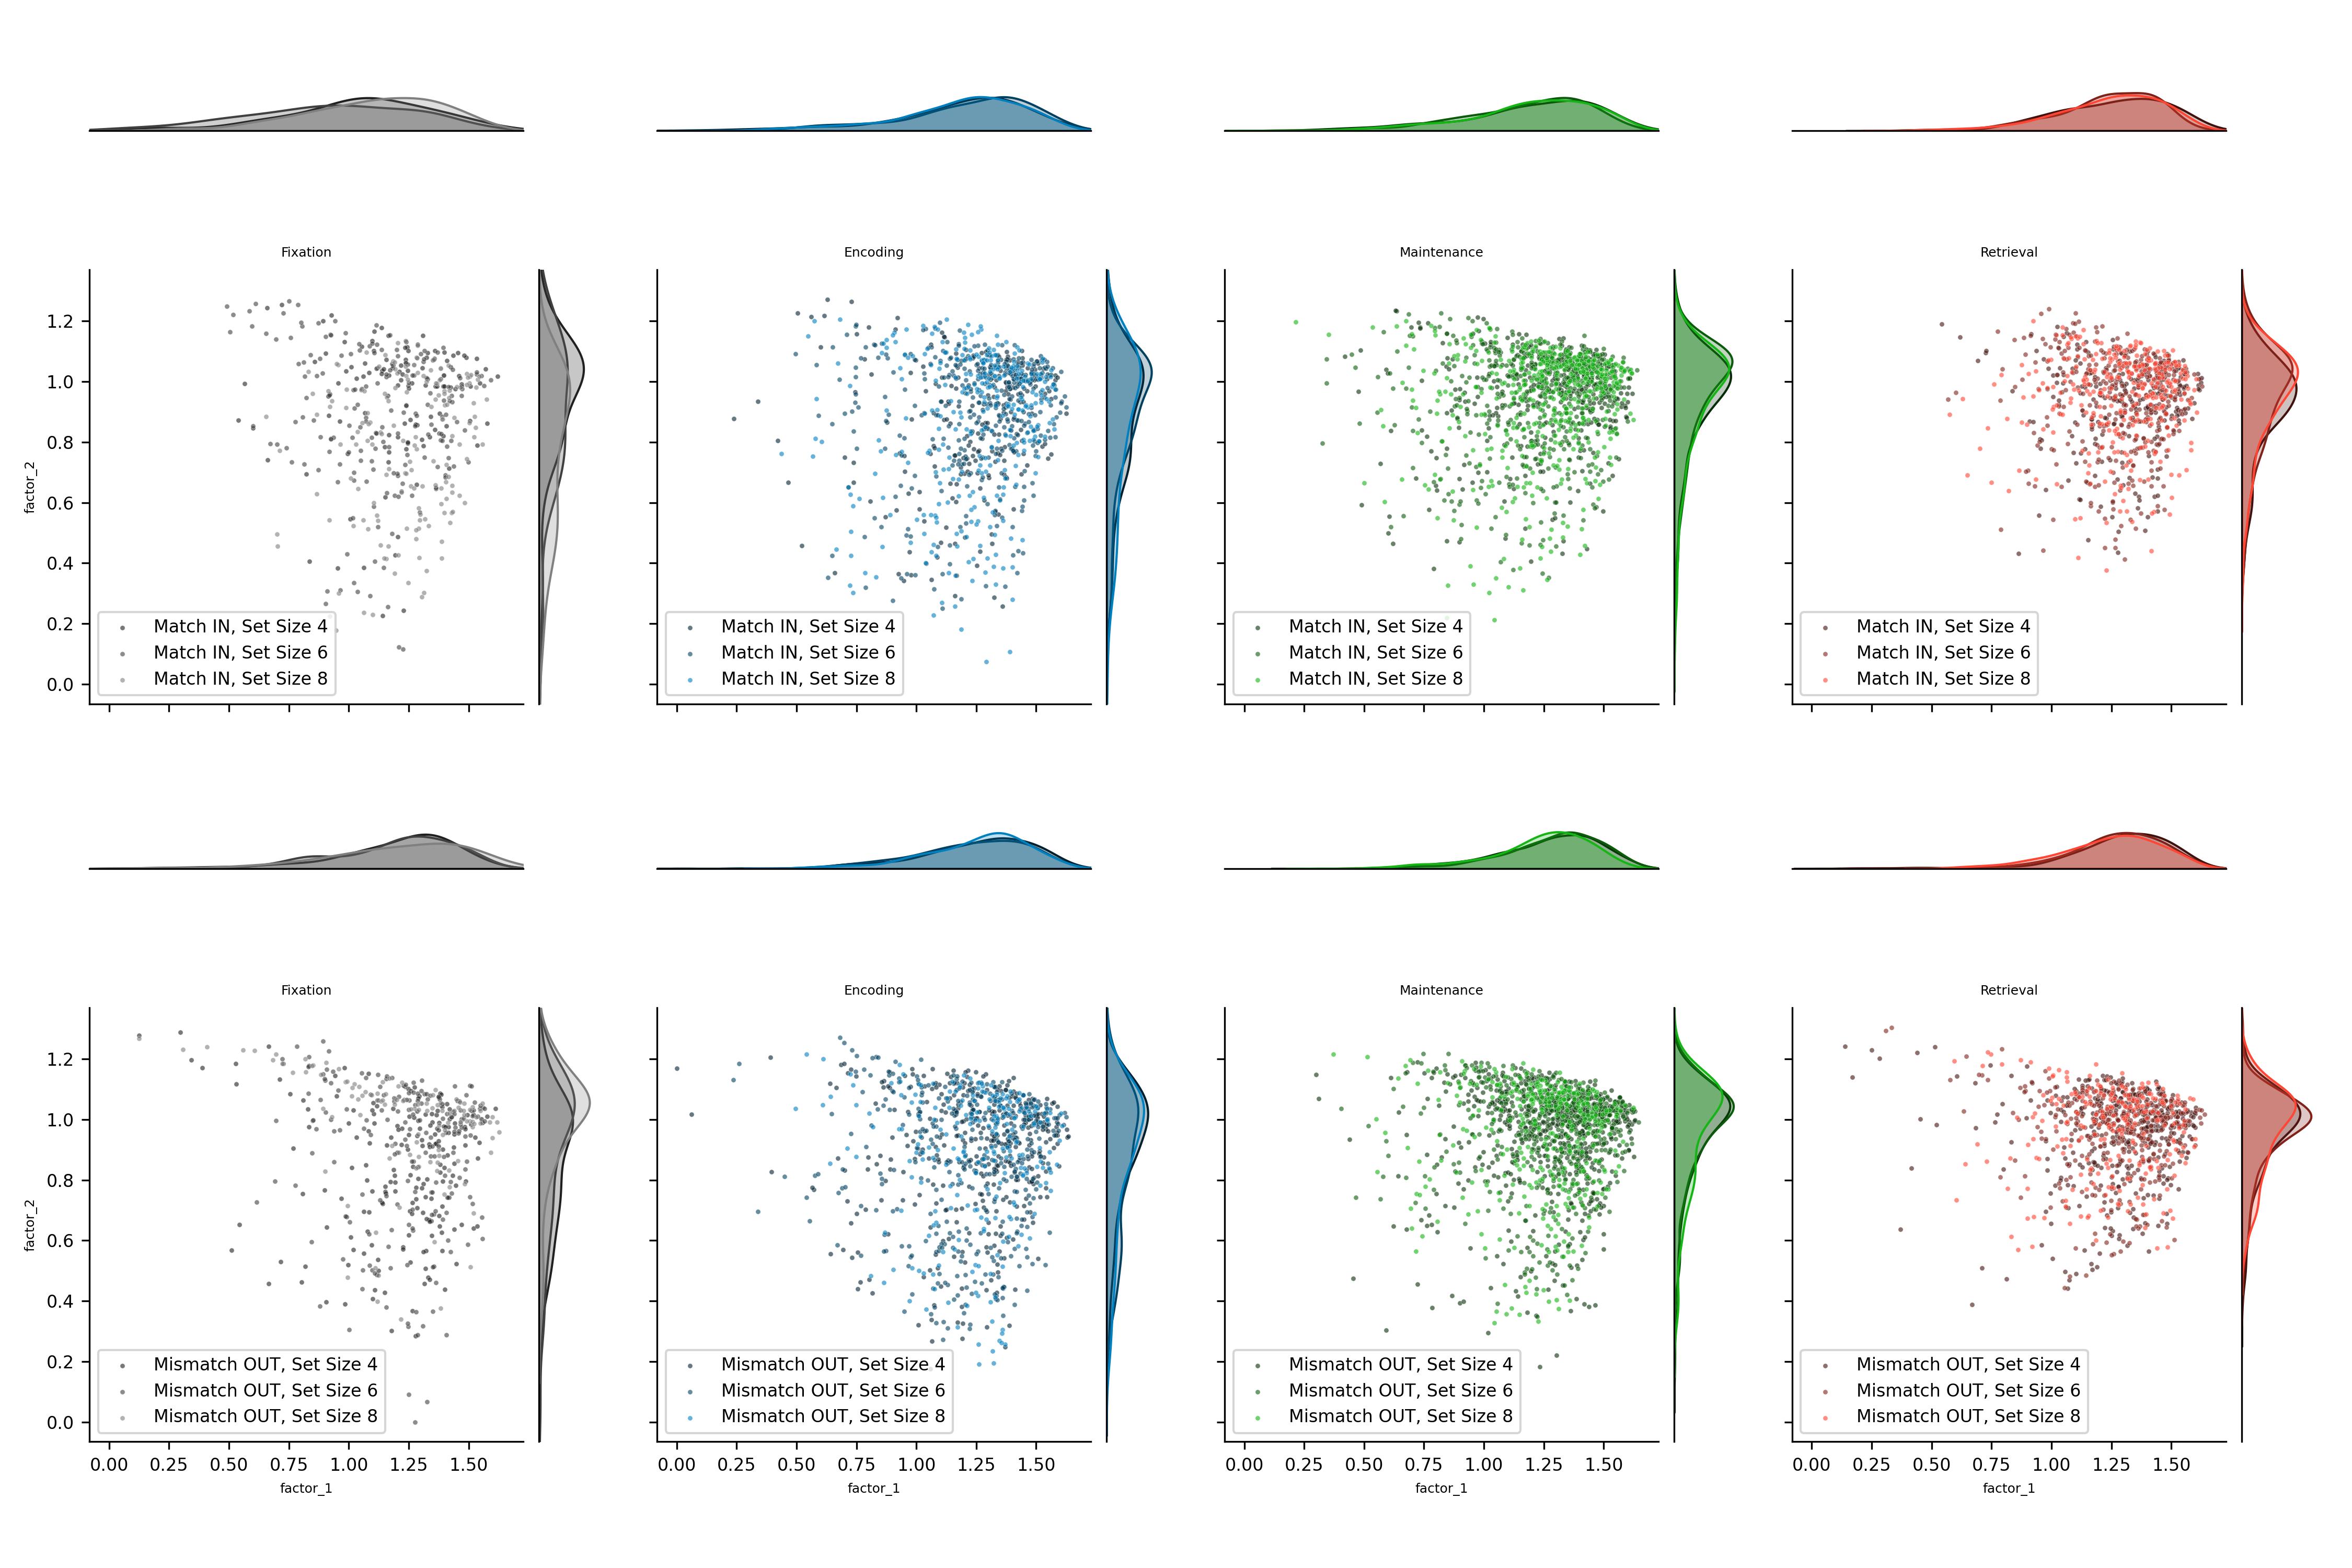 Fixation
Encoding
Maintenance
Retrieval
factor_2
1.2
1.0
0.8
0.6
0.4
0.2
0.0
Match IN, Set Size 4
Match IN, Set Size 6
Match IN, Set Size 8
Match IN, Set Size 4
Match IN, Set Size 6
Match IN, Set Size 8
Match IN, Set Size 4
Match IN, Set Size 6
Match IN, Set Size 8
Match IN, Set Size 4
Match IN, Set Size 6
Match IN, Set Size 8
Fixation
Encoding
Maintenance
Retrieval
factor_2
1.2
1.0
0.8
0.6
0.4
0.2
0.0
Mismatch OUT, Set Size 4
Mismatch OUT, Set Size 6
Mismatch OUT, Set Size 8
Mismatch OUT, Set Size 4
Mismatch OUT, Set Size 6
Mismatch OUT, Set Size 8
Mismatch OUT, Set Size 4
Mismatch OUT, Set Size 6
Mismatch OUT, Set Size 8
Mismatch OUT, Set Size 4
Mismatch OUT, Set Size 6
Mismatch OUT, Set Size 8
0.00 0.25 0.50 0.75 1.00 1.25 1.50
factor_1
0.00 0.25 0.50 0.75 1.00 1.25 1.50
factor_1
0.00 0.25 0.50 0.75 1.00 1.25 1.50
factor_1
0.00 0.25 0.50 0.75 1.00 1.25 1.50
factor_1